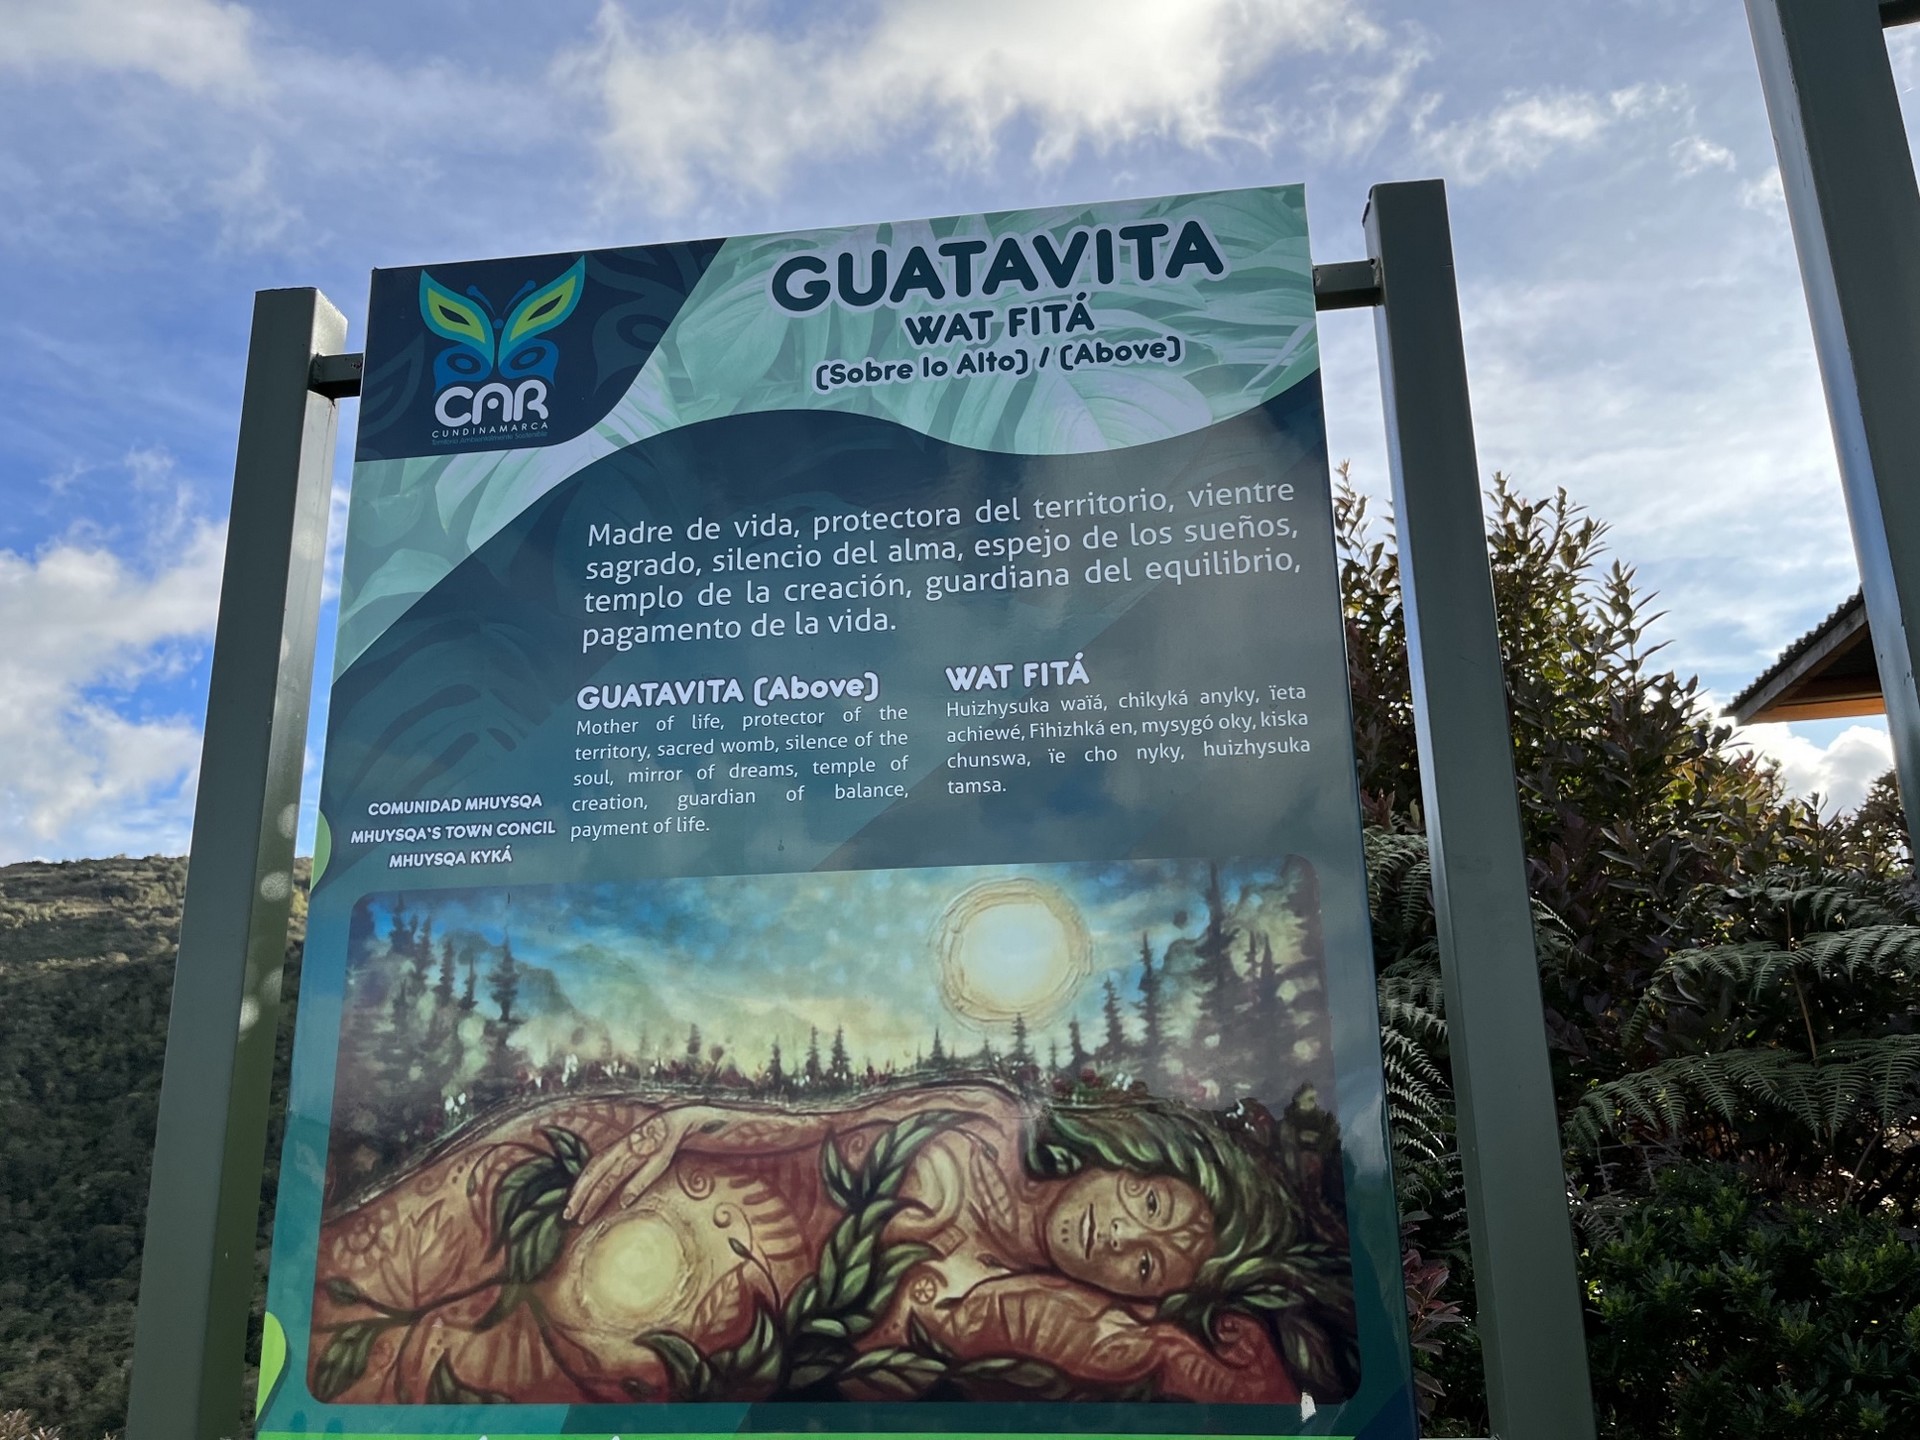 CAR
CUNDINAMARCA
Territorio Ambientalmente Sostenible
GUATAVITA
WAT FITÁ
(Sobre lo Alto) / (Above)
Madre de vida, protectora del territorio, vientre
sagrado, silencio del alma, espejo de los sueños,
templo de la creación, guardiana del equilibrio,
pagamento de la vida.
GUATAVITA (Above)
Mother of life, protector of the
territory, sacred womb, silence of the
soul, mirror of dreams, temple of
creation, guardian of balance,
payment of life.
WAT FITÁ
Huizhysuka waïá, chikyká anyky, ïeta
achiewé, Fihizhká en, mysygó oky, kiska
chunswa, ïe cho nyky, huizhysuka
tamsa.
COMUNIDAD MHUYSQA
MHUYSQA'S TOWN CONCIL
MHUYSQA KYKÁ